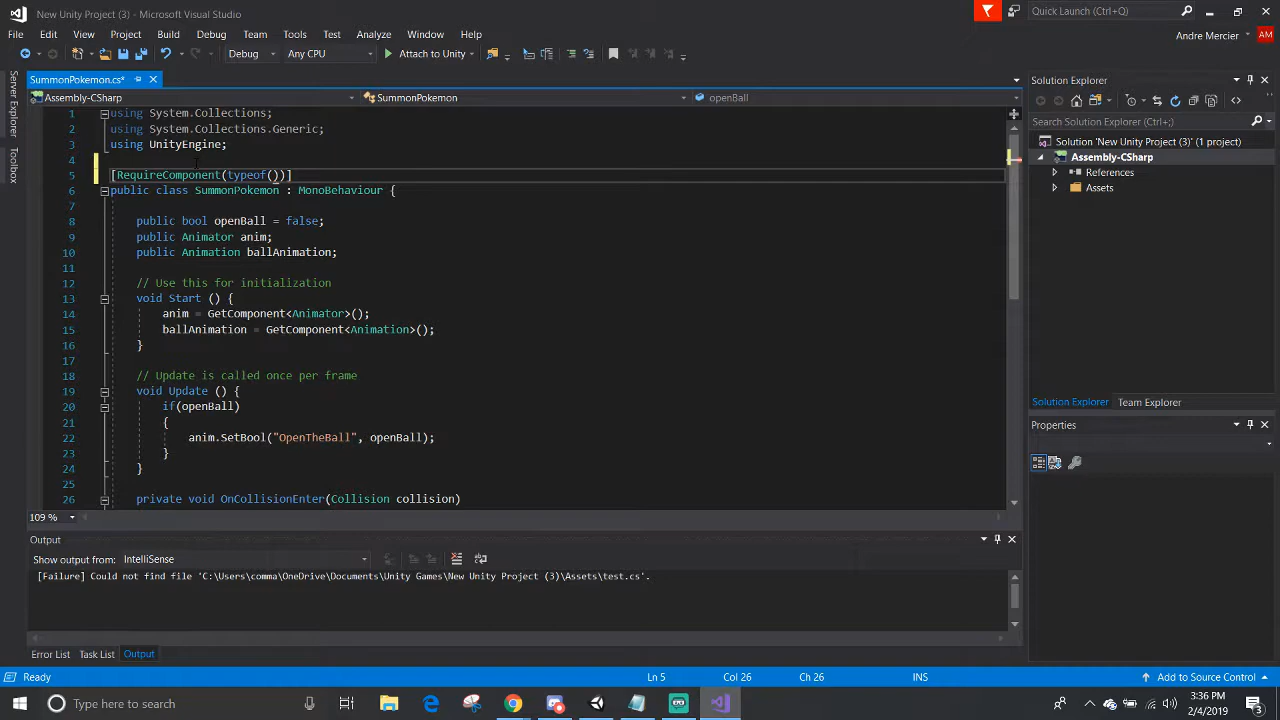 New Unity Project (3) - Microsoft Visual Studio
Quick Launch (Ctrl+Q)
File Edit View Project Build Debug Team Tools Test Analyze Window Help
Andre Mercier AM
Debug Any CPU Attach to Unity
Server Explorer
Toolbox
SummonPokemon.cs*
Assembly-CSharp SummonPokemon openBall
1 using System.Collections;
2 using System.Collections.Generic;
3 using UnityEngine;
4
5 [RequireComponent(typeof())]
6 public class SummonPokemon : MonoBehaviour {
7
8 public bool openBall = false;
9 public Animator anim;
10 public Animation ballAnimation;
11
12 // Use this for initialization
13 void Start () {
14 anim = GetComponent<Animator>();
15 ballAnimation = GetComponent<Animation>();
16 }
17
18 // Update is called once per frame
19 void Update () {
20 if(openBall)
21 {
22 anim.SetBool("OpenTheBall", openBall);
23 }
24 }
25
26 private void OnCollisionEnter(Collision collision)
109 %
Solution Explorer
Search Solution Explorer (Ctrl+;)
Solution 'New Unity Project (3)' (1 project)
Assembly-CSharp
References
Assets
Solution Explorer Team Explorer
Properties
Output
Show output from: IntelliSense
[Failure] Could not find file 'C:\Users\comma\OneDrive\Documents\Unity Games\New Unity Project (3)\Assets\test.cs'.
Error List Task List Output
Ready Ln 5 Col 26 Ch 26 INS Add to Source Control
Type here to search
3:36 PM
2/4/2019